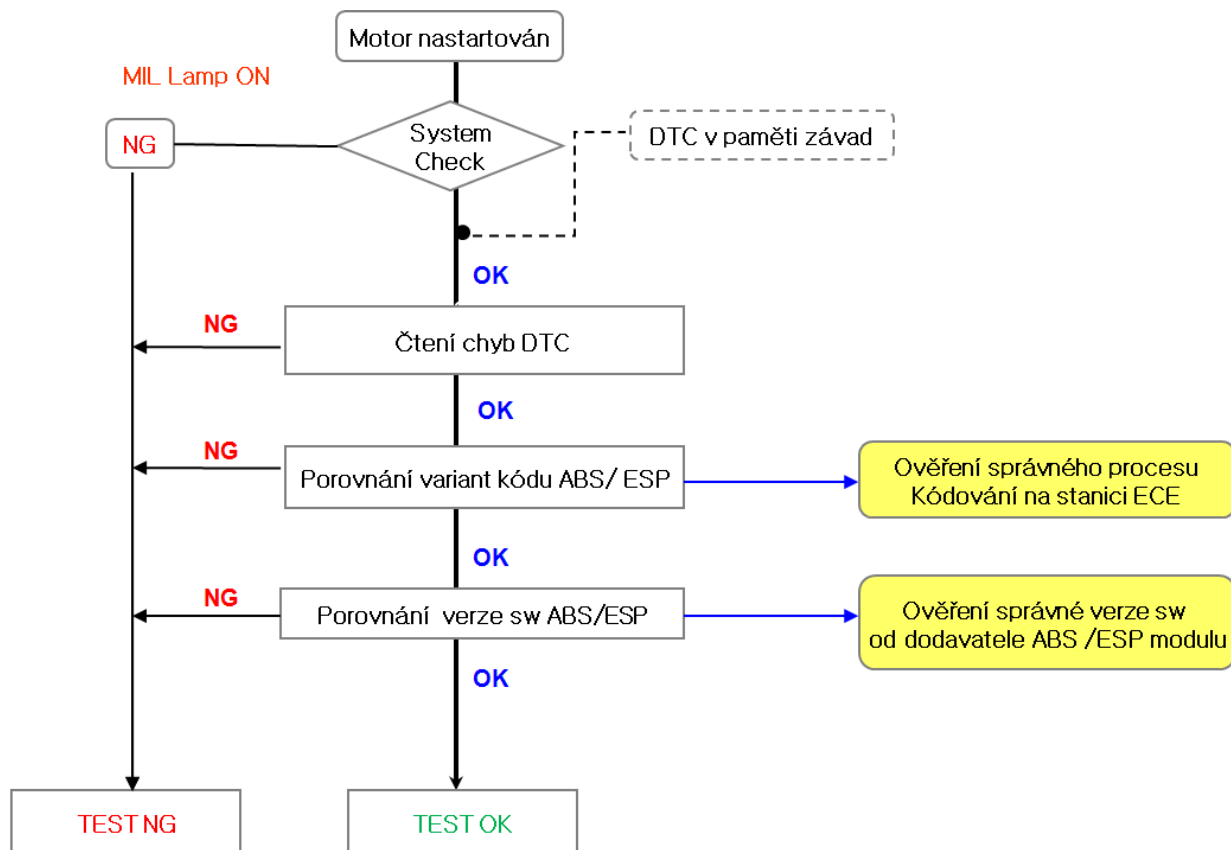 Motor nastartován
MIL Lamp ON
NG
System
Check
DTC v paměti závad
OK
NG
Čtení chyb DTC
OK
NG
Porovnání variant kódu ABS/ ESP
Ověření správného procesu
Kódování na stanici ECE
OK
NG
Porovnání verze sw ABS/ESP
Ověření správné verze sw
od dodavatele ABS /ESP modulu
OK
TEST NG
TEST OK